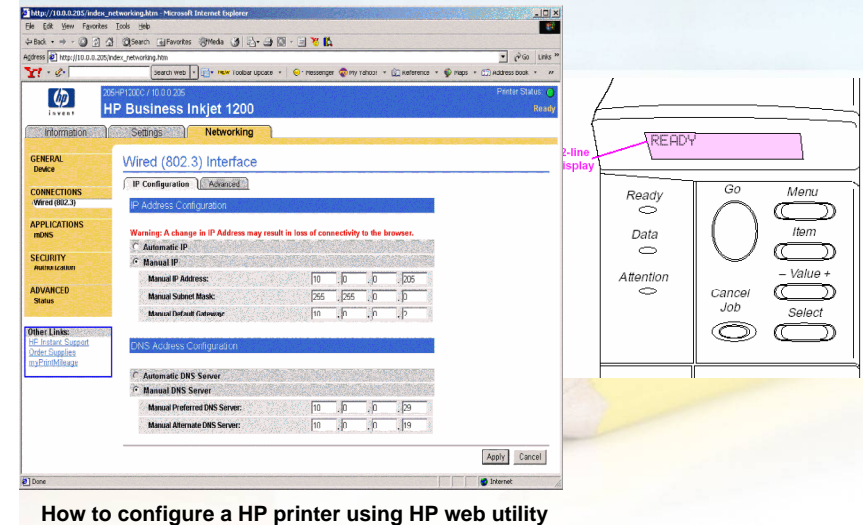 http://10.0.0.205/index_networking.htm - Microsoft Internet Explorer
File Edit View Favorites Tools Help
Back Search Favorites Media
Address http://10.0.0.205/index_networking.htm Go Links »
Y! Search Web New Toolbar Update Messenger My Yahoo! Reference Maps Address Book »
hp
invent
205HP1200C / 10.0.0.205
HP Business Inkjet 1200
Printer Status:
Ready
Information Settings Networking
GENERAL
Device
CONNECTIONS
Wired (802.3)
APPLICATIONS
mDNS
SECURITY
Authorization
ADVANCED
Status
Other Links:
HP Instant Support
Order Supplies
myPrintMileage
Wired (802.3) Interface
IP Configuration Advanced
IP Address Configuration
Warning: A change in IP Address may result in loss of connectivity to the browser.
Automatic IP
Manual IP
Manual IP Address: 10 . 0 . 0 . 205
Manual Subnet Mask: 255 . 255 . 0 . 0
Manual Default Gateway: 10 . 0 . 0 . 2
DNS Address Configuration
Automatic DNS Server
Manual DNS Server
Manual Preferred DNS Server: 10 . 0 . 0 . 29
Manual Alternate DNS Server: 10 . 0 . 0 . 19
Apply Cancel
Done Internet
2-line
display
READY
Ready
Data
Attention
Go
Cancel
Job
Menu
Item
– Value +
Select
How to configure a HP printer using HP web utility